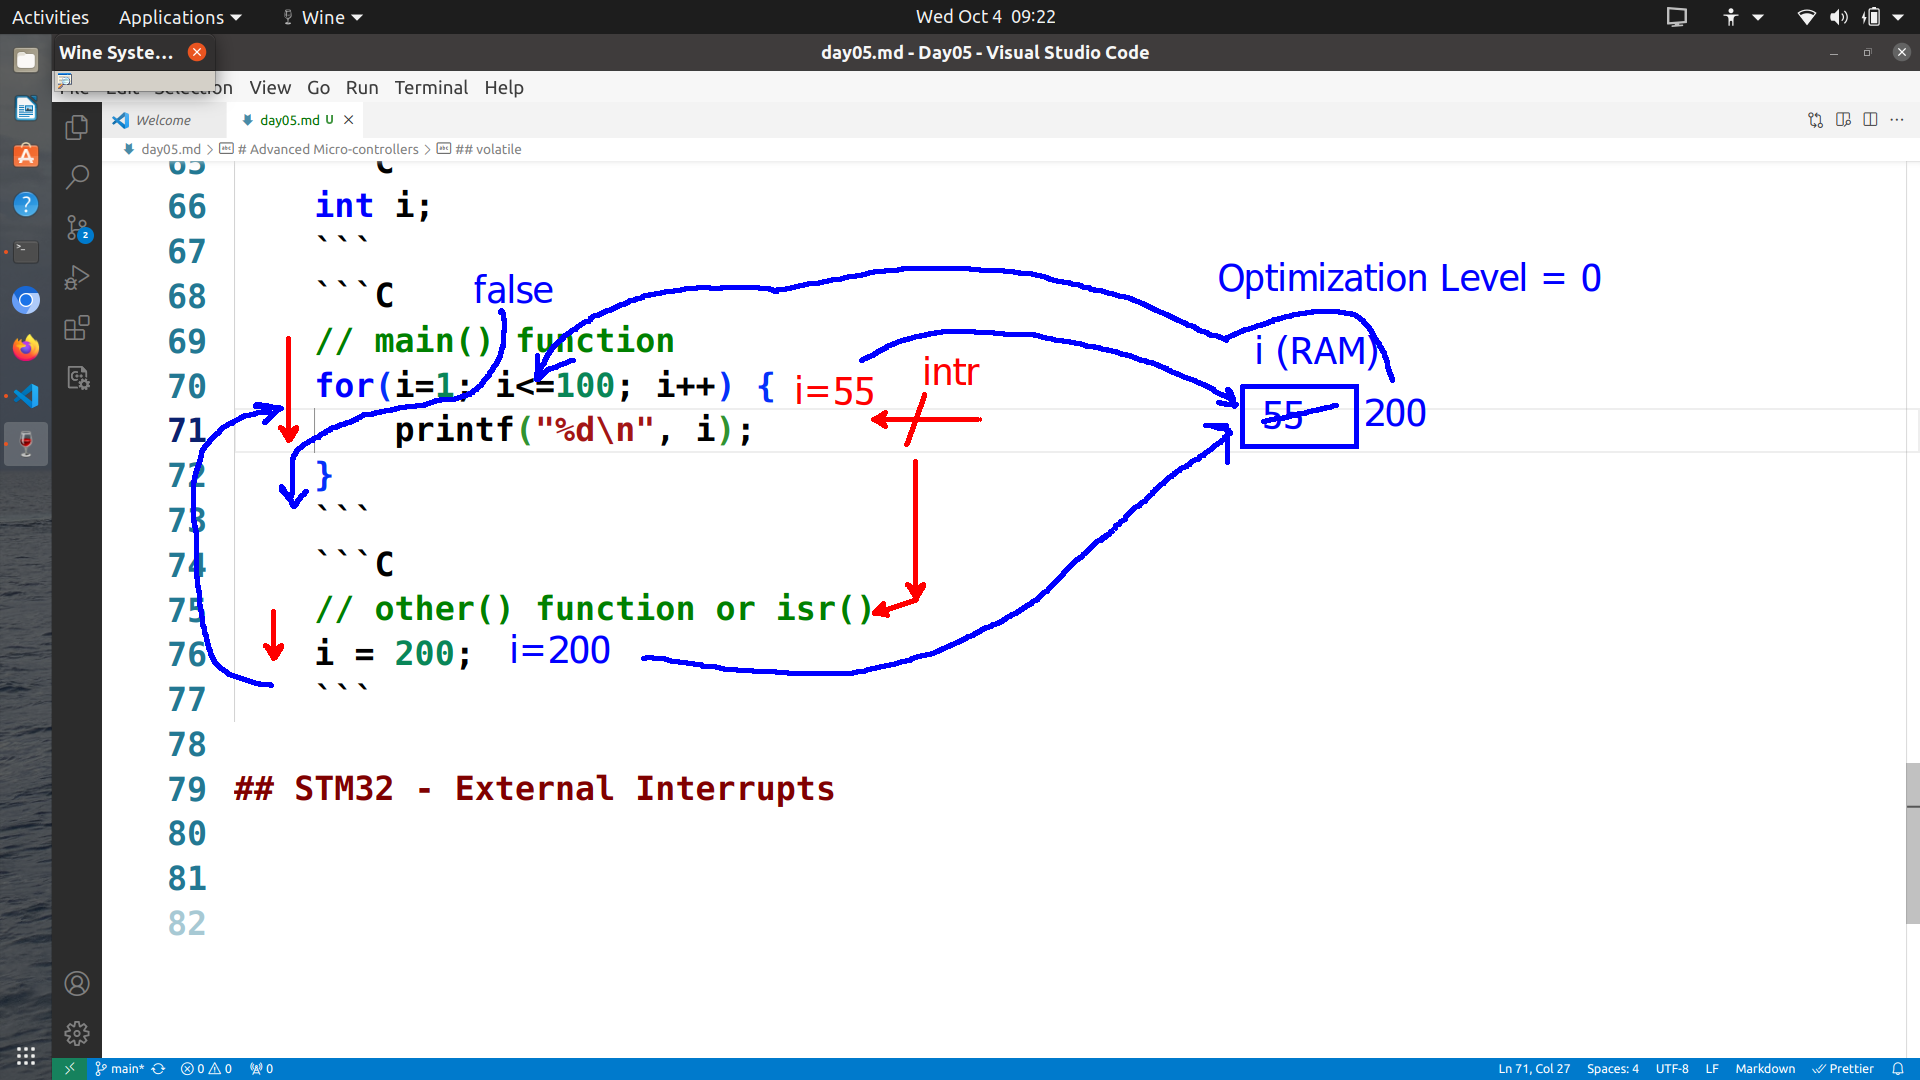 Activities Applications Wine Wed Oct 4 09:22
Wine Syste... day05.md - Day05 - Visual Studio Code
View Go Run Terminal Help
Welcome day05.md U
day05.md > # Advanced Micro-controllers > ## volatile
65 ```C
66 int i;
67 ```
68 ```C false Optimization Level = 0
69 // main() function i (RAM)
70 for(i=1; i<=100; i++) { i=55 intr
71 printf("%d\n", i); 55 200
72 }
73 ```
74 ```C
75 // other() function or isr()
76 i = 200; i=200
77 ```
78
79 ## STM32 - External Interrupts
80
81
82
2
main* 0 0 0 Ln 71, Col 27 Spaces: 4 UTF-8 LF Markdown Prettier